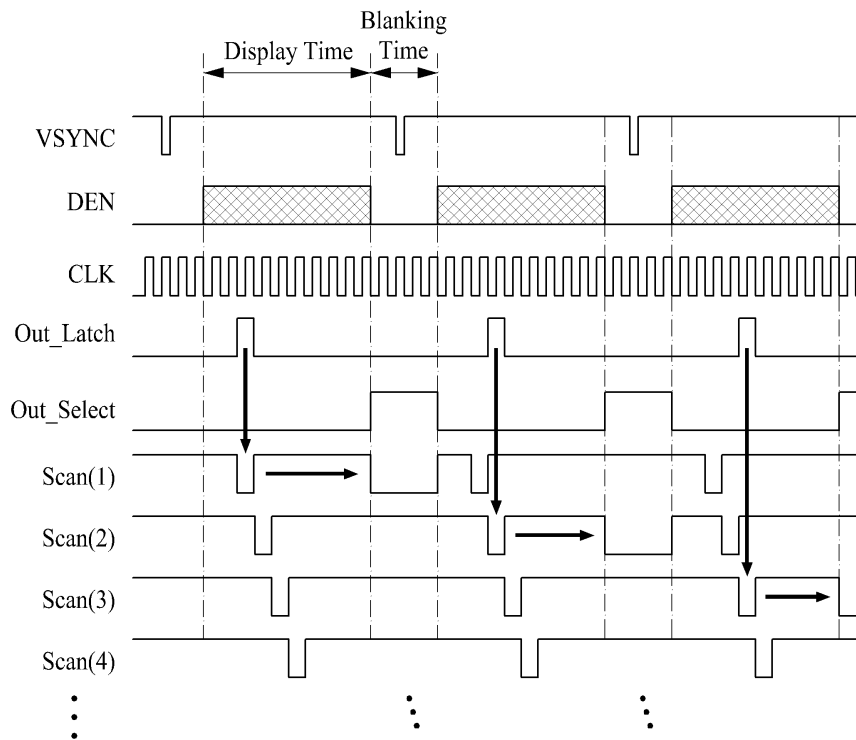 Blanking
Display Time Time
VSYNC
DEN
CLK
Out_Latch
Out_Select
Scan(1)
Scan(2)
Scan(3)
Scan(4)